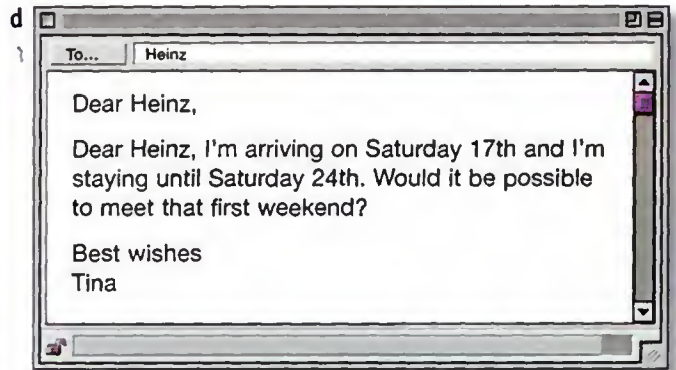 d
To... Heinz
Dear Heinz,
Dear Heinz, I'm arriving on Saturday 17th and I'm
staying until Saturday 24th. Would it be possible
to meet that first weekend?
Best wishes
Tina